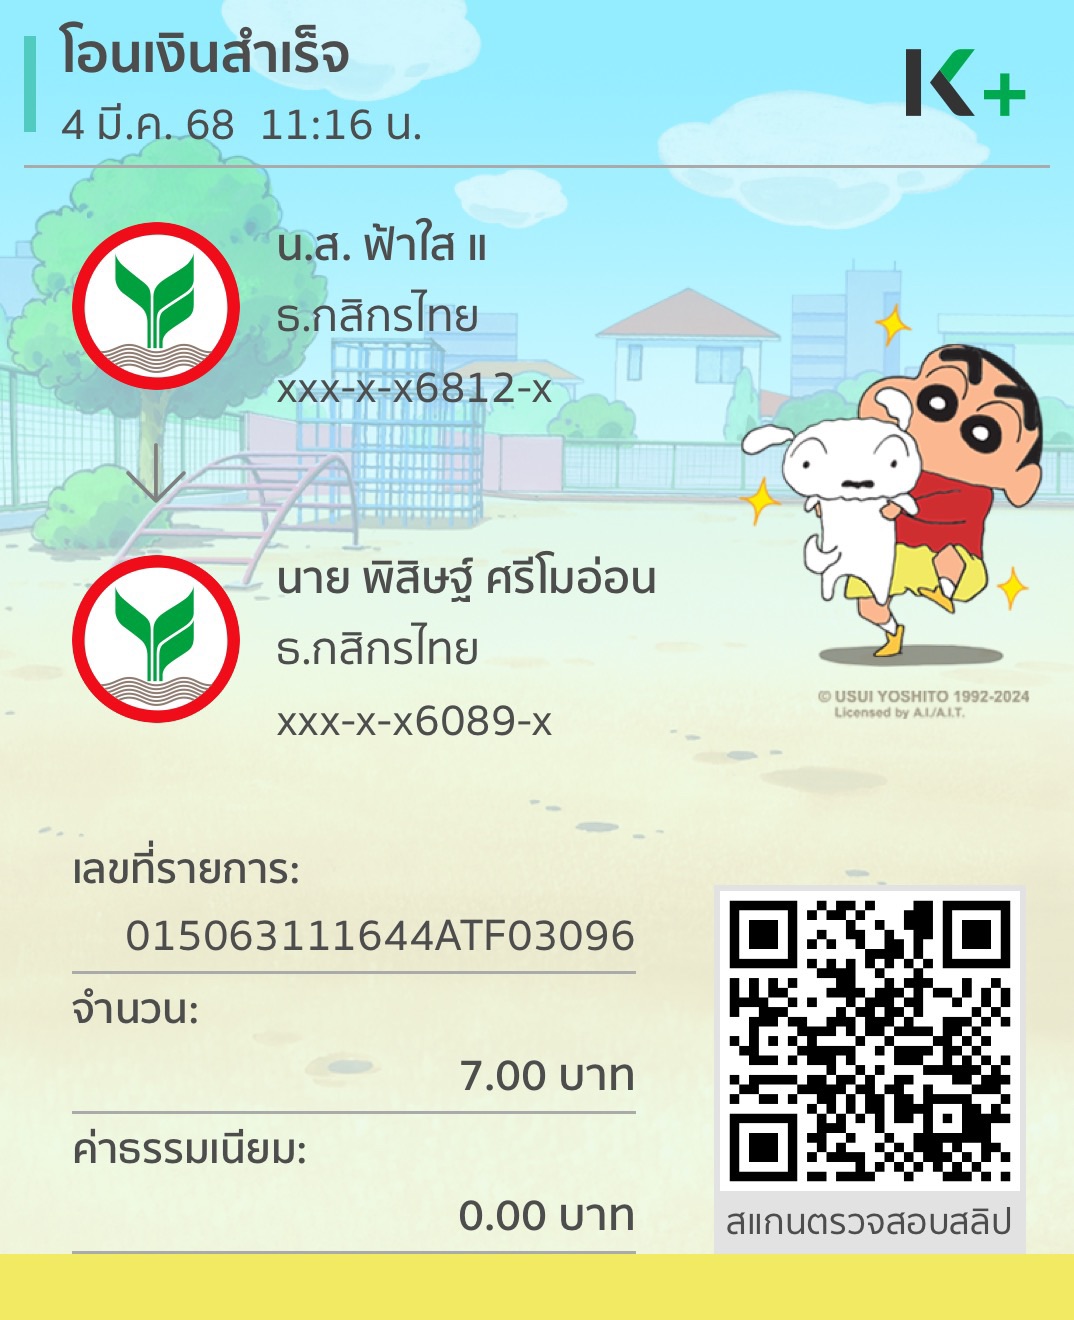 โอนเงินสำเร็จ
4 มี.ค. 68 11:16 น.
K+
น.ส. ฟ้าใส แ
ธ.กสิกรไทย
xxx-x-x6812-x
นาย พิสิษฐ์ ศรีโมอ่อน
ธ.กสิกรไทย
xxx-x-x6089-x
© USUI YOSHITO 1992-2024
Licensed by A.I./A.I.T.
เลขที่รายการ:
015063111644ATF03096
จำนวน:
7.00 บาท
ค่าธรรมเนียม:
0.00 บาท
สแกนตรวจสอบสลิป